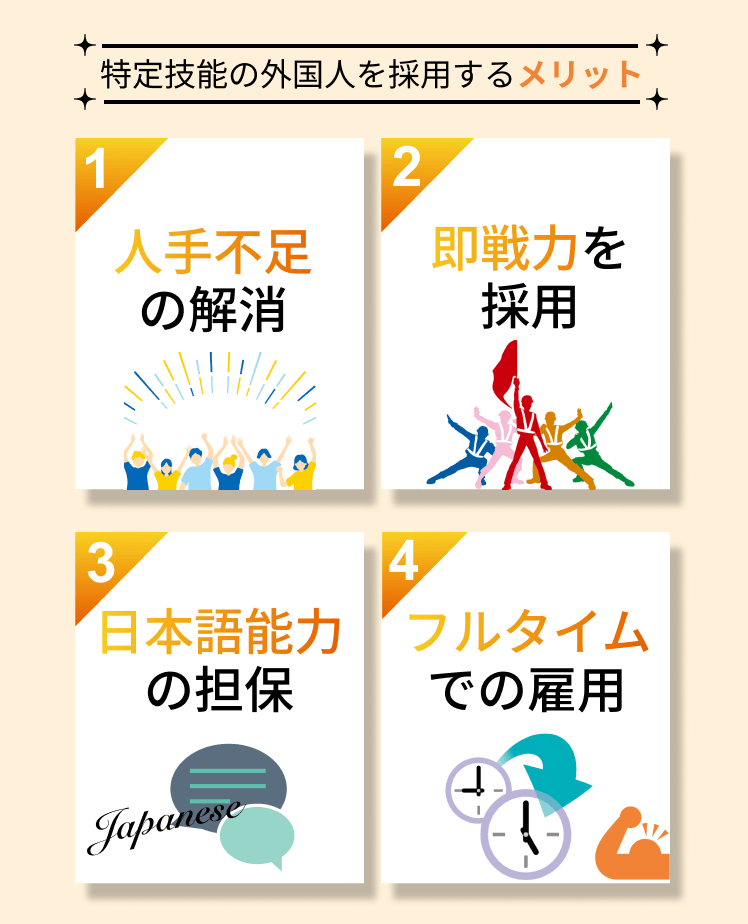 特定技能の外国人を採用するメリット
1
人手不足
の解消
2
即戦力を
採用
3
日本語能力
の担保
Japanese
4
フルタイム
での雇用